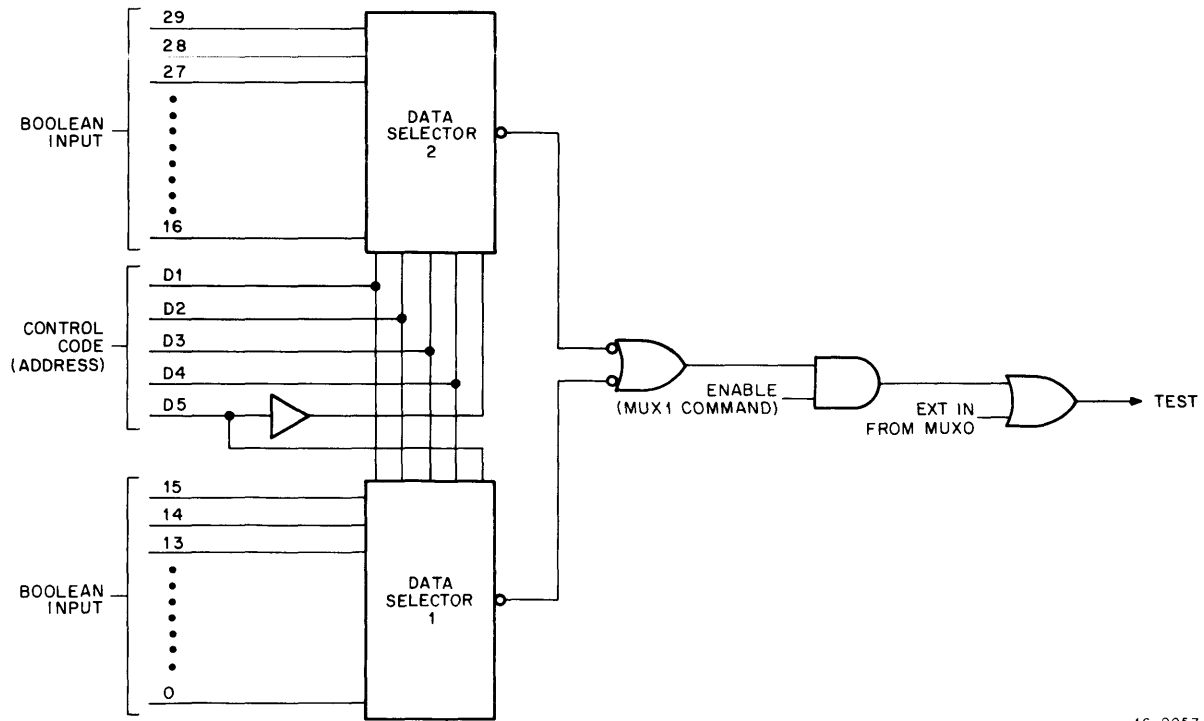 29
28
27
BOOLEAN
INPUT
16
DATA
SELECTOR
2
D1
D2
D3
D4
D5
CONTROL
CODE
(ADDRESS)
ENABLE
(MUX1 COMMAND)
EXT IN
FROM MUX0
TEST
15
14
13
BOOLEAN
INPUT
0
DATA
SELECTOR
1